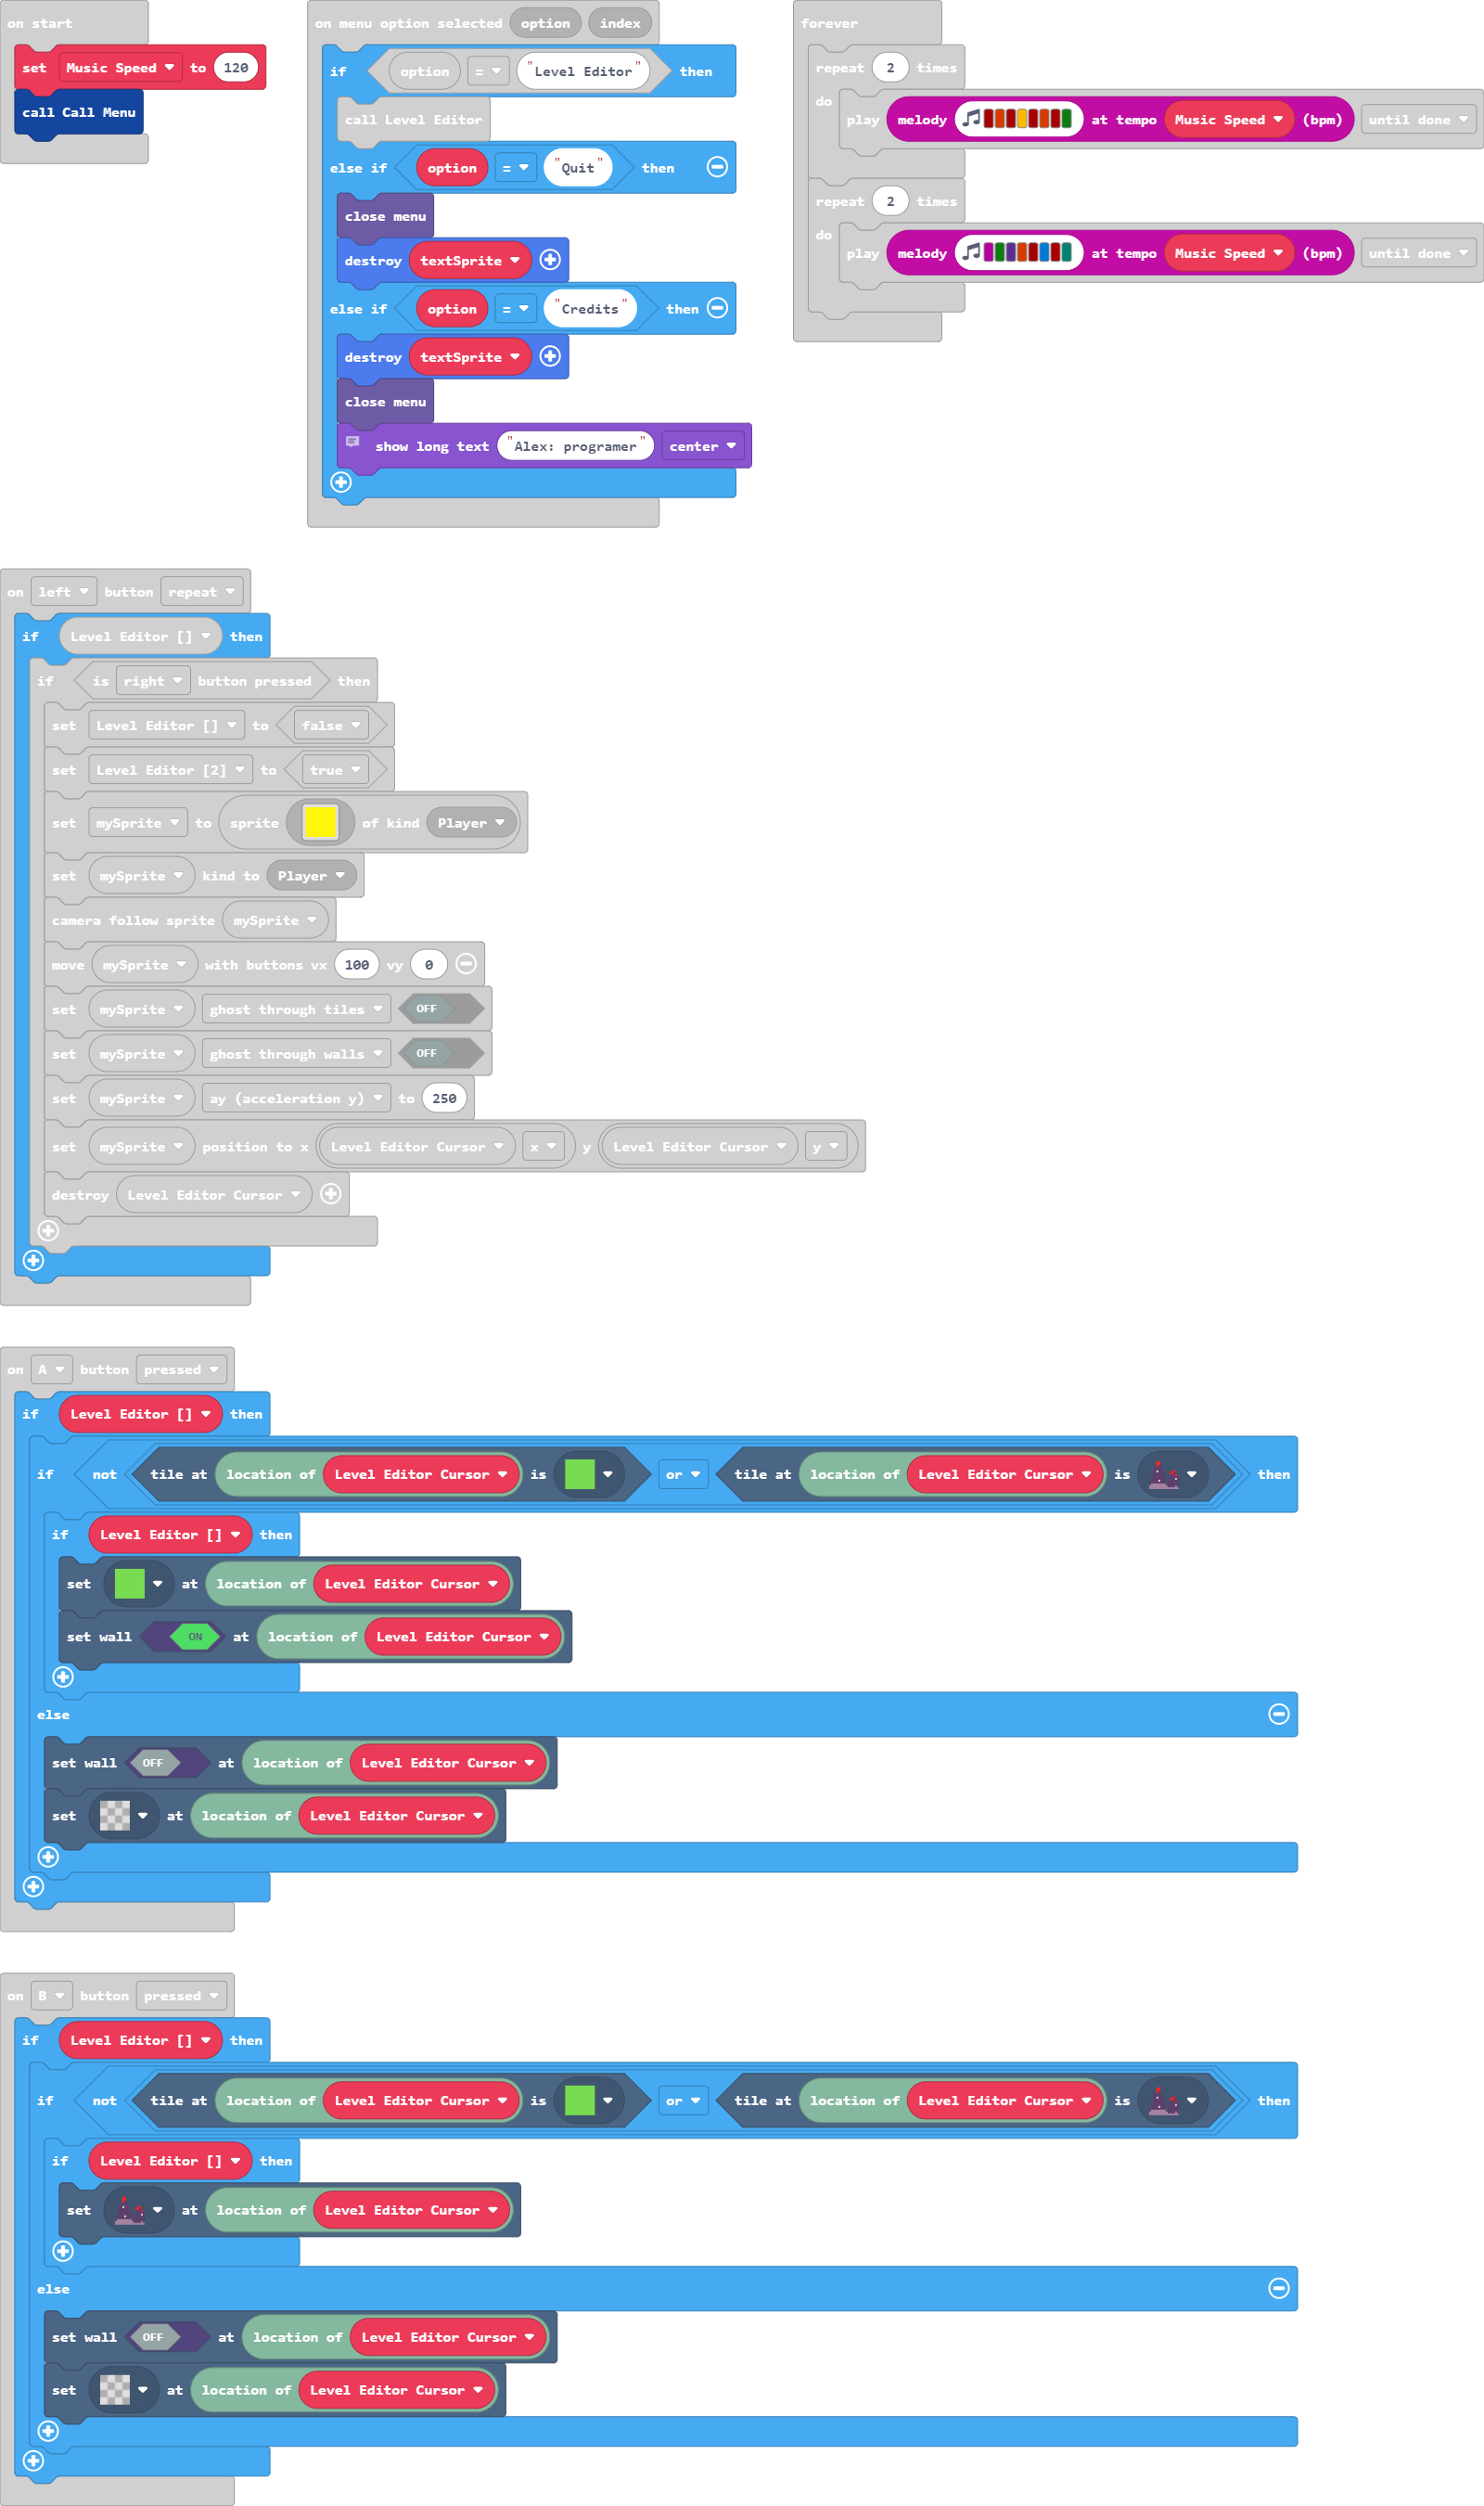 on start
set Music Speed to 120
call Call Menu
on menu option selected option index
if option = "Level Editor" then
call Level Editor
else if option = "Quit" then
close menu
destroy textSprite
else if option = "Credits" then
destroy textSprite
close menu
show long text "Alex: programer" center
forever
repeat 2 times
do
play melody at tempo Music Speed (bpm) until done
repeat 2 times
do
play melody at tempo Music Speed (bpm) until done
on left button repeat
if Level Editor [] then
if is right button pressed then
set Level Editor [] to false
set Level Editor [2] to true
set mySprite to sprite of kind Player
set mySprite kind to Player
camera follow sprite mySprite
move mySprite with buttons vx 100 vy 0
set mySprite ghost through tiles OFF
set mySprite ghost through walls OFF
set mySprite ay (acceleration y) to 250
set mySprite position to x Level Editor Cursor x y Level Editor Cursor y
destroy Level Editor Cursor
on A button pressed
if Level Editor [] then
if not tile at location of Level Editor Cursor is or tile at location of Level Editor Cursor is then
if Level Editor [] then
set at location of Level Editor Cursor
set wall ON at location of Level Editor Cursor
else
set wall OFF at location of Level Editor Cursor
set at location of Level Editor Cursor
on B button pressed
if Level Editor [] then
if not tile at location of Level Editor Cursor is or tile at location of Level Editor Cursor is then
if Level Editor [] then
set at location of Level Editor Cursor
else
set wall OFF at location of Level Editor Cursor
set at location of Level Editor Cursor